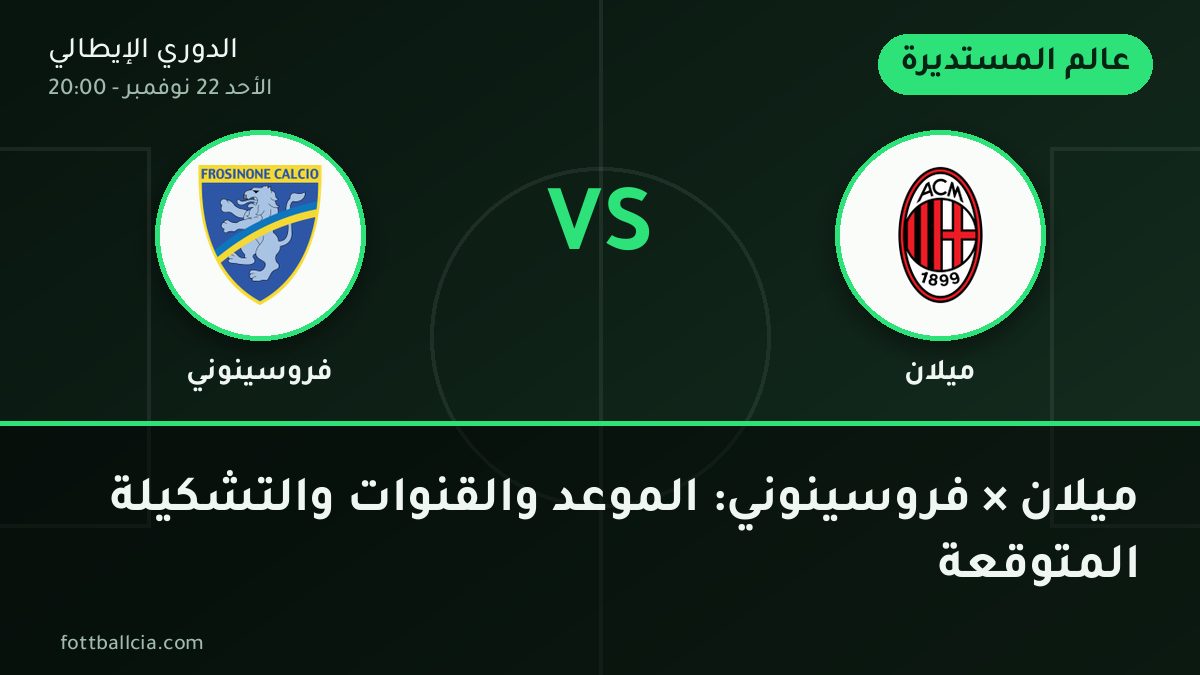 عالم المستديرة
الدوري الإيطالي
الأحد 22 نوفمبر - 20:00
FROSINONE CALCIO
VS
ACM
1899
ميلان
فروسينوني
ميلان × فروسينوني: الموعد والقنوات والتشكيلة
المتوقعة
fottballcia.com